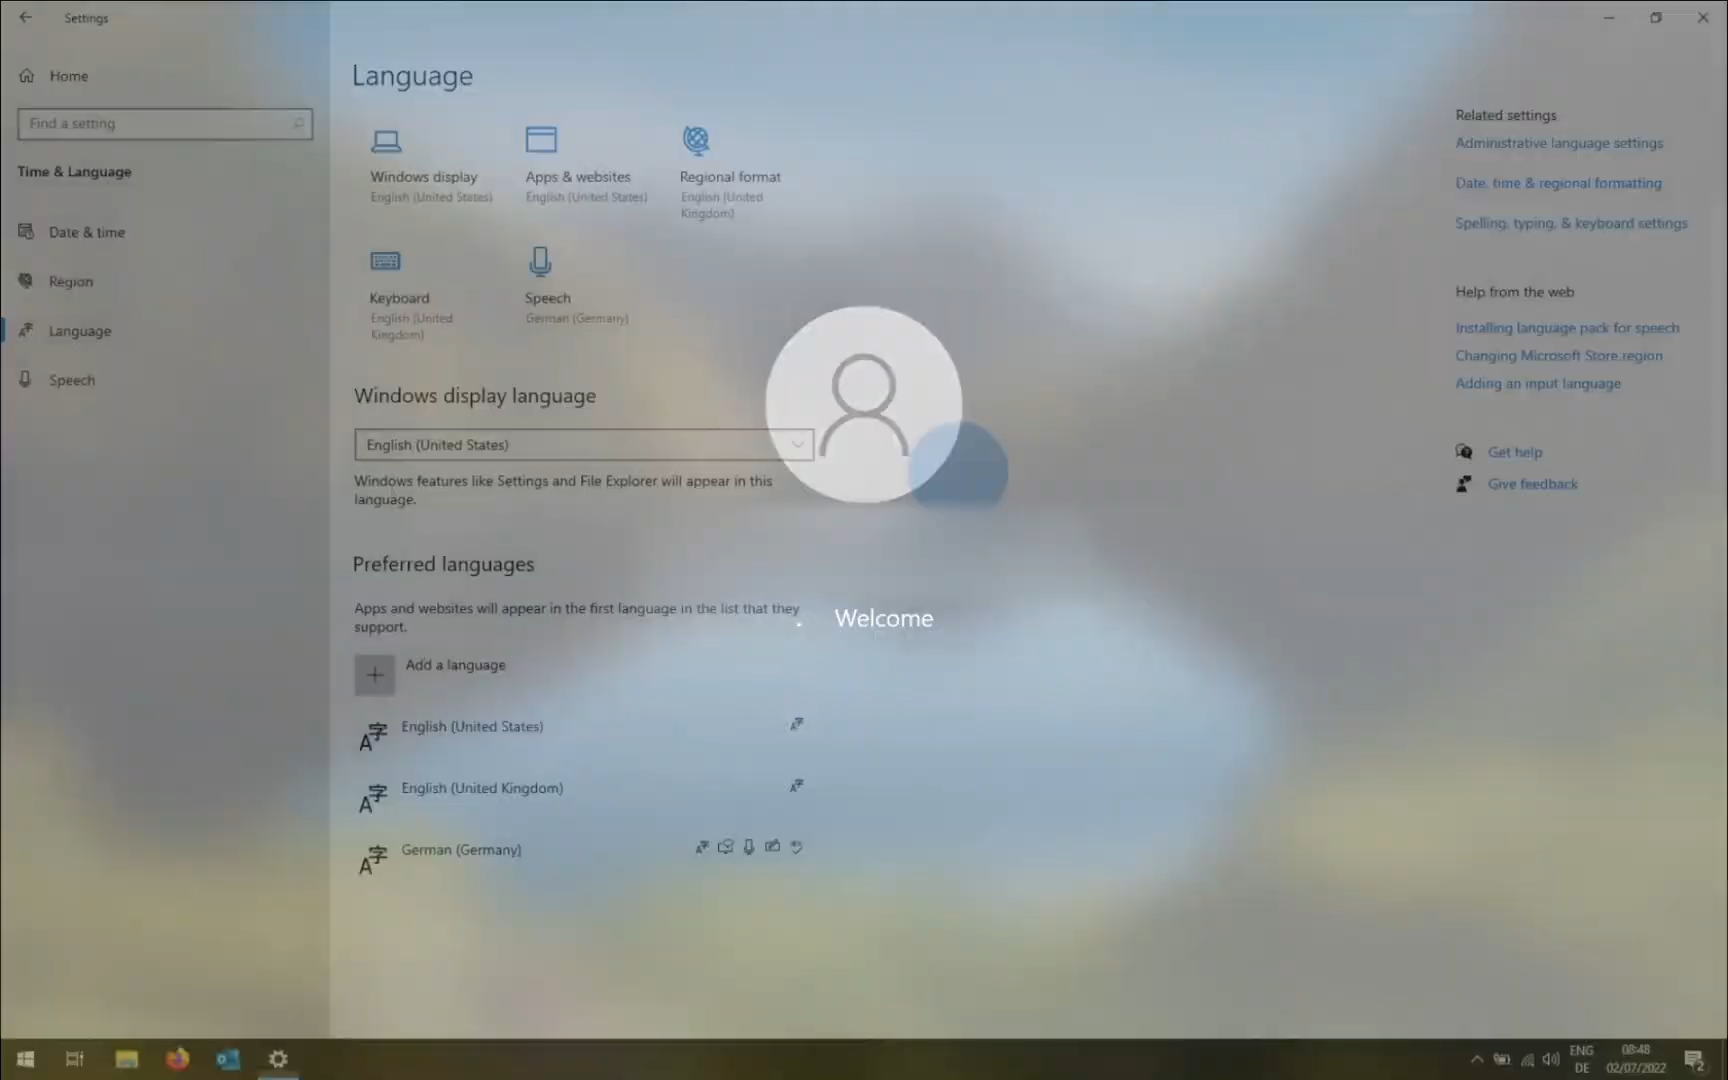 Settings
Home
Find a setting
Time & Language
Date & time
Region
Language
Speech
Language
Windows display
English (United States)
Apps & websites
English (United States)
Regional format
English (United
Kingdom)
Keyboard
English (United
Kingdom)
Speech
German (Germany)
Windows display language
English (United States)
Windows features like Settings and File Explorer will appear in this
language.
Preferred languages
Apps and websites will appear in the first language in the list that they
support.
Add a language
English (United States)
English (United Kingdom)
German (Germany)
Welcome
Related settings
Administrative language settings
Date, time & regional formatting
Spelling, typing, & keyboard settings
Help from the web
Installing language pack for speech
Changing Microsoft Store region
Adding an input language
Get help
Give feedback
ENG
DE
08:48
02/07/2022
2